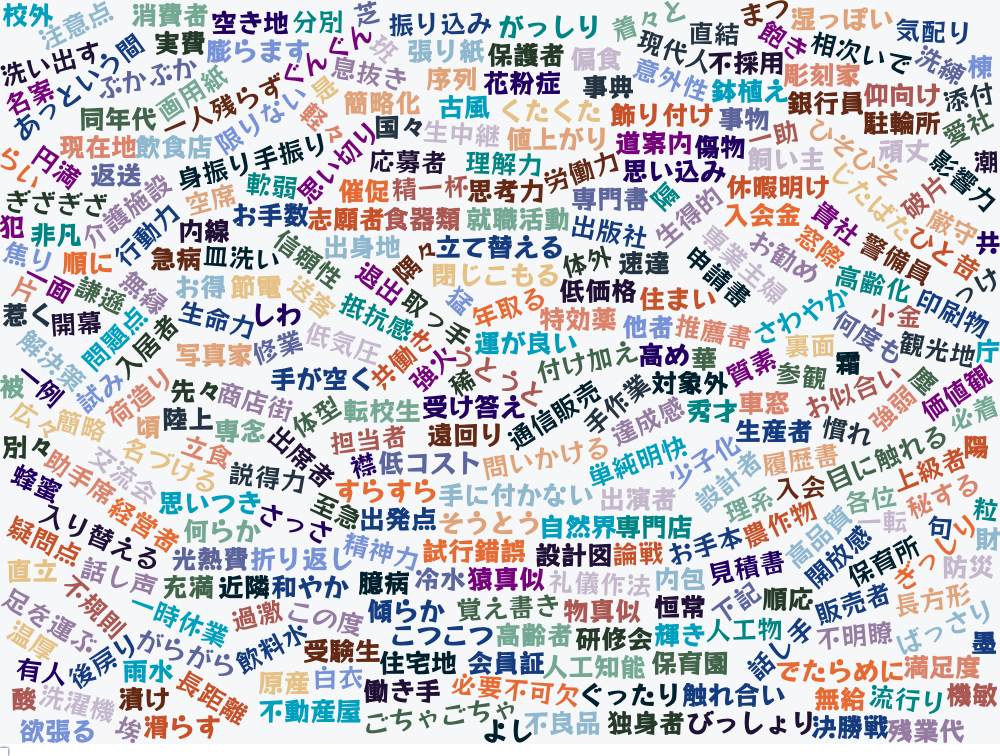 校外
注意点
消費者
空き地
分別
芝
振り込み
がっしり
着々と
直結
まつ
湿っぽい
気配り
洗い出す
あっという間
実費
膨らます
ぐんぐん
班
張り紙
保護者
偏食
現代人
不採用
飽き
相次いで
洗練
棟
名案
ぶかぶか
画用紙
一人残らず
息抜き
序列
花粉症
事典
意外性
鉢植え
彫刻家
銀行員
仰向け
添付
同年代
限りない
軽々
簡略化
古風
くたくた
飾り付け
事物
駐輪所
愛社
現在地
飲食店
身振り手振り
思い切り
国々
生中継
値上がり
道案内
傷物
一助
ひそひそ
頑丈
影響力
潮
らい
円満
返送
介護施設
空席
軟弱
応募者
理解力
労働力
思い込み
飼い主
じたばた
破片
ぎざぎざ
催促
精一杯
思考力
専門書
隔
生得的
休暇明け
厳守
犯
非凡
行動力
内線
お手数
志願者
食器類
就職活動
出版社
入会金
貴社
ひと昔
共
焦り
順に
急病
皿洗い
信頼性
出身地
立て替える
体外
速達
専業主婦
お勧め
窓際
警備員
片一面
謙遜
無縁
お得
節電
送客
退出
閉じこもる
低価格
申請書
住まい
高齢化
印刷物
惹く
開幕
問題点
生命力
しわ
抵抗感
取っ手
猛
年取る
特効薬
他者
推薦書
さわやか
小金
解決策
入居者
写真家
修業
低気圧
共働き
強火
運が良い
付け加え
高め
華
裏面
何度も
観光地
庁
被
一例
試み
荷造り
手が空く
稀
うとうと
質素
参観
霜
塵
価値観
広々
簡略
頃
先々
商店街
体型
転校生
受け答え
通信販売
手作業
対象外
秀才
車窓
お似合い
強弱
必着
別々
陸上
専念
出席者
担当者
遠回り
達成感
生産者
慣れ
目に触れる
蜂蜜
助手席
交流会
名づける
立食
説得力
襟
低コスト
問いかける
単純明快
少子化
設計者
履歴書
上級者
陽
入り替える
経営者
思いつき
さっさ
至急
すらすら
手に付かない
出演者
理系
入会
各位
秘する
粒
疑問点
何らか
出発点
そうとう
自然界
専門店
お手本
農作物
高品質
一転
句
財
直立
話し声
光熱費
折り返し
精神力
試行錯誤
設計図
論戦
見積書
開放感
保育所
ぎっしり
防災
足を運ぶ
不規則
充満
近隣
和やか
臆病
冷水
猿真似
礼儀作法
内包
下記
順応
販売者
長方形
温厚
一時休業
過激
この度
傾らか
覚え書き
物真似
恒常
話し手
不明瞭
ばっさり
墨
後戻り
がらがら
飲料水
こつこつ
高齢者
研修会
輝き
人工物
有人
雨水
受験生
住宅地
会員証
人工知能
保育園
でたらめに
満足度
酸
洗濯機
漬け
長距離
原産
白衣
働き手
必要不可欠
ぐったり
触れ合い
無給
流行り
機敏
欲張る
埃
滑らす
不動産屋
ごちゃごちゃ
よし
不良品
独身者
びっしょり
決勝戦
残業代